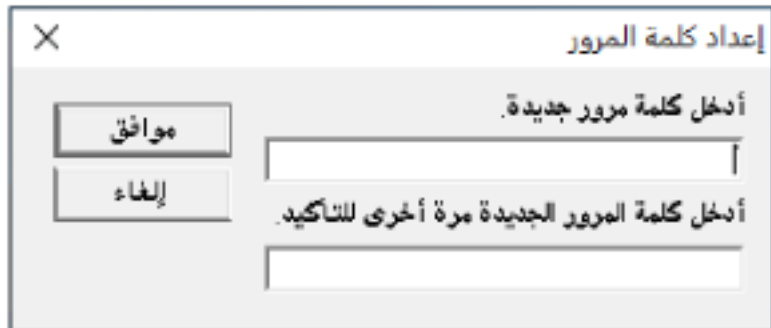 إعداد كلمة المرور
أدخل كلمة مرور جديدة.
موافق
إلغاء
أدخل كلمة المرور الجديدة مرة أخرى للتأكيد.